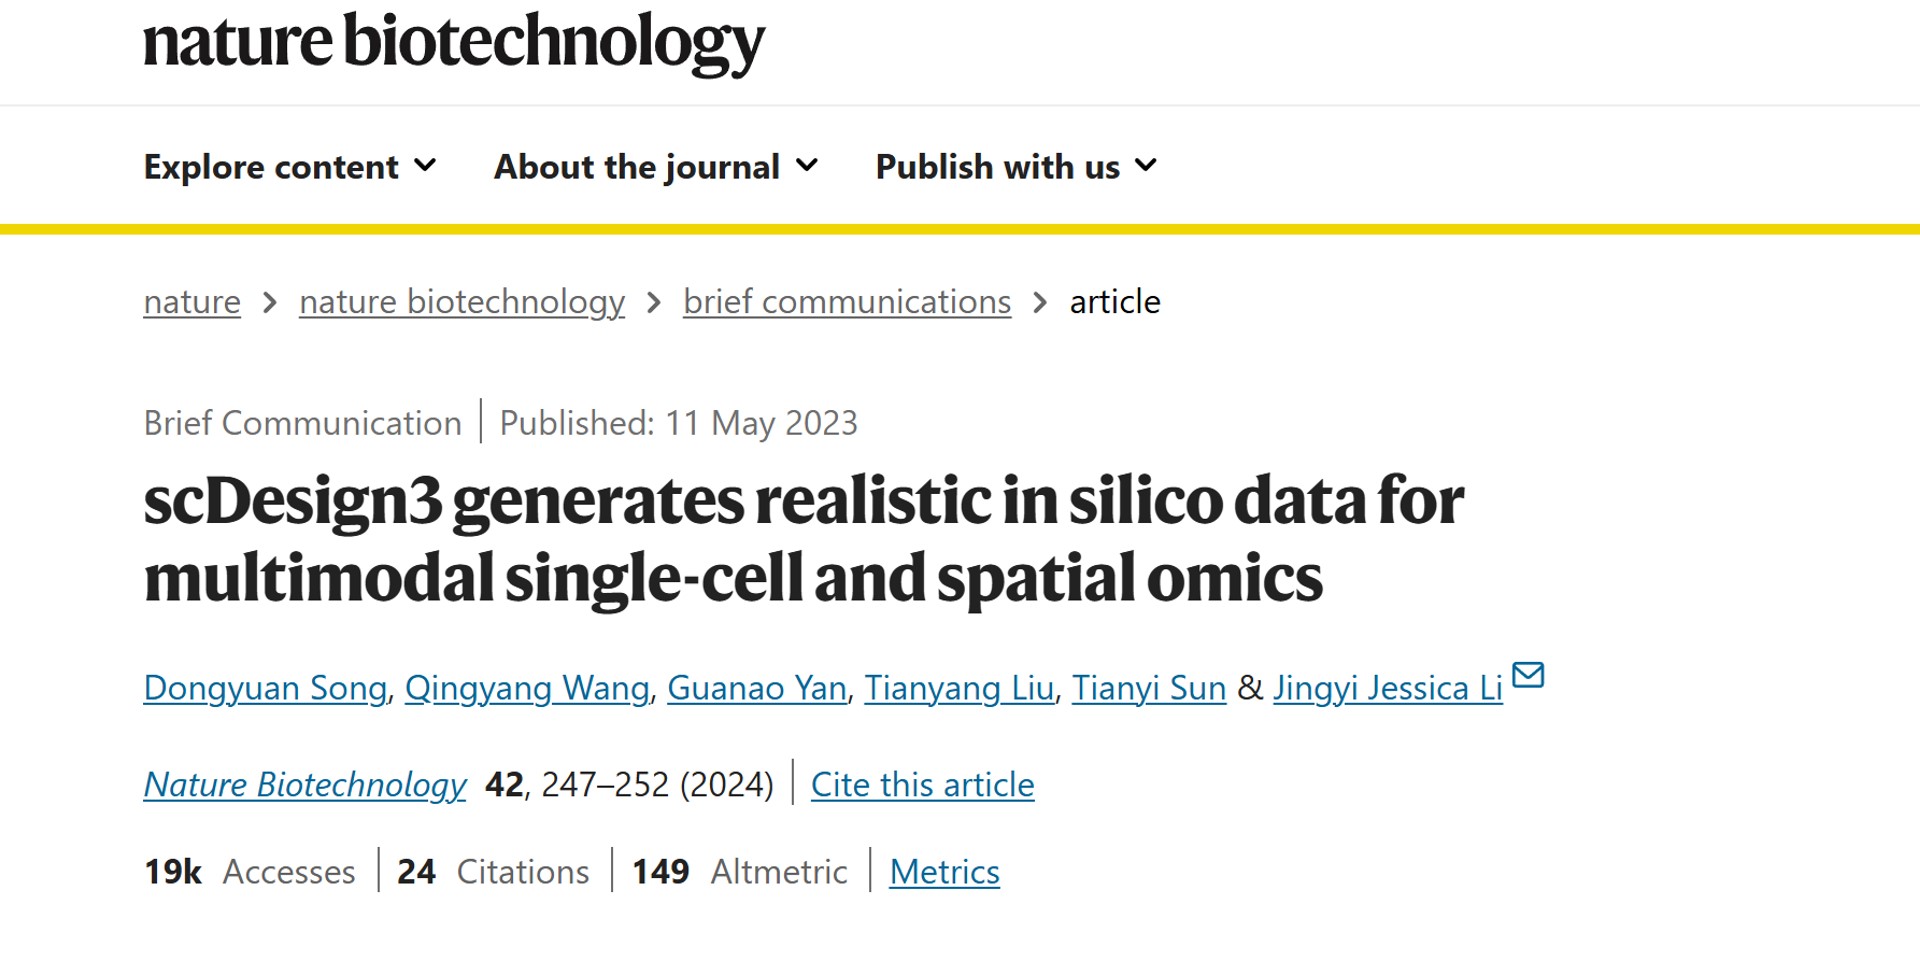 nature biotechnology
Explore content About the journal Publish with us
nature > nature biotechnology > brief communications > article
Brief Communication | Published: 11 May 2023
scDesign3 generates realistic in silico data for
multimodal single-cell and spatial omics
Dongyuan Song, Qingyang Wang, Guanao Yan, Tianyang Liu, Tianyi Sun & Jingyi Jessica Li
Nature Biotechnology 42, 247–252 (2024) | Cite this article
19k Accesses | 24 Citations | 149 Altmetric | Metrics